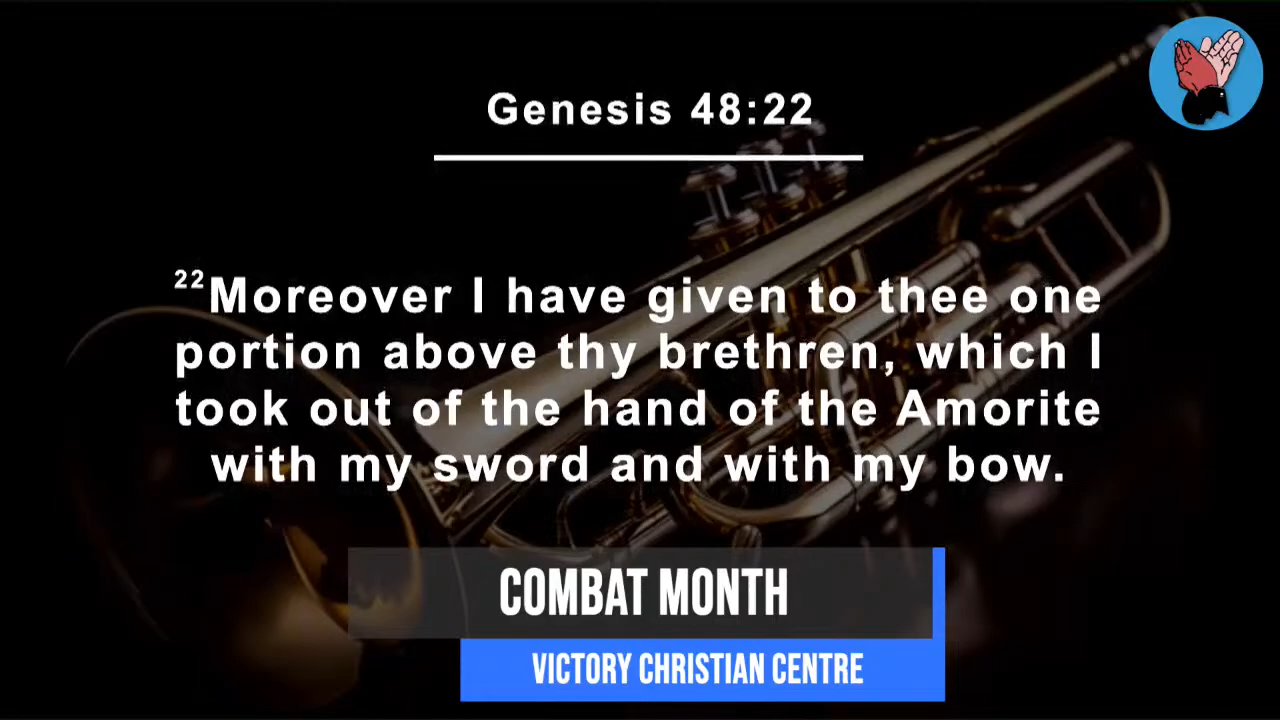 Genesis 48:22
22Moreover I have given to thee one
portion above thy brethren, which I
took out of the hand of the Amorite
with my sword and with my bow.
COMBAT MONTH
VICTORY CHRISTIAN CENTRE